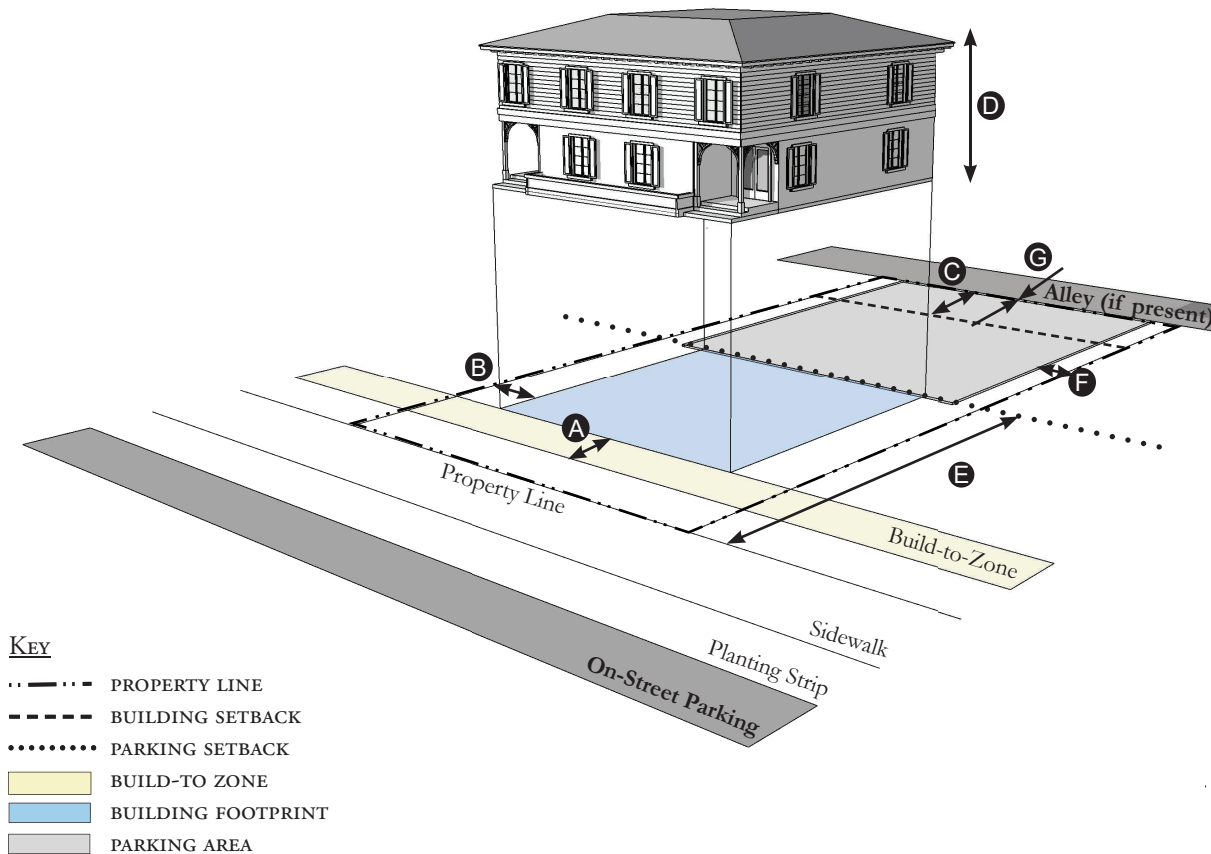 D
C
G
Alley (if present)
B
F
A
E
Property Line
Build-to-Zone
Sidewalk
Planting Strip
On-Street Parking
KEY
PROPERTY LINE
BUILDING SETBACK
PARKING SETBACK
BUILD-TO ZONE
BUILDING FOOTPRINT
PARKING AREA